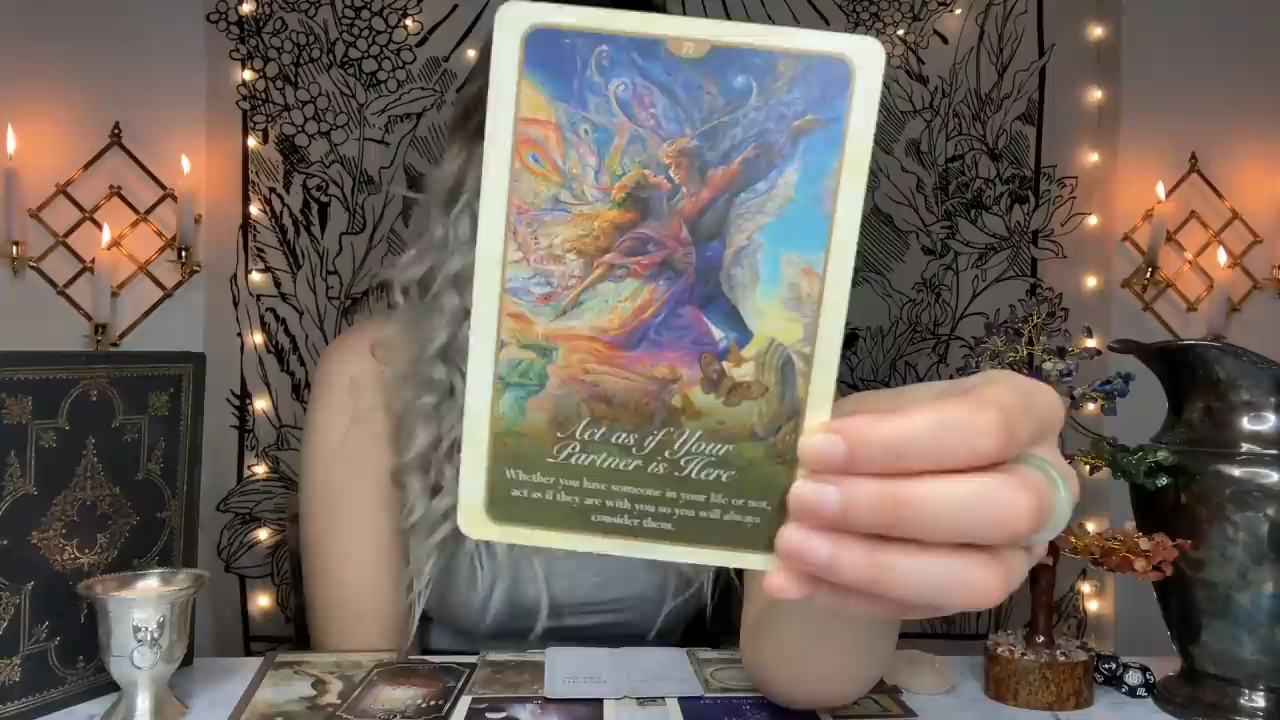 Act as if Your
Partner is Here
Whether you have someone in your life or not,
act as if they are with you so you will always
consider them.